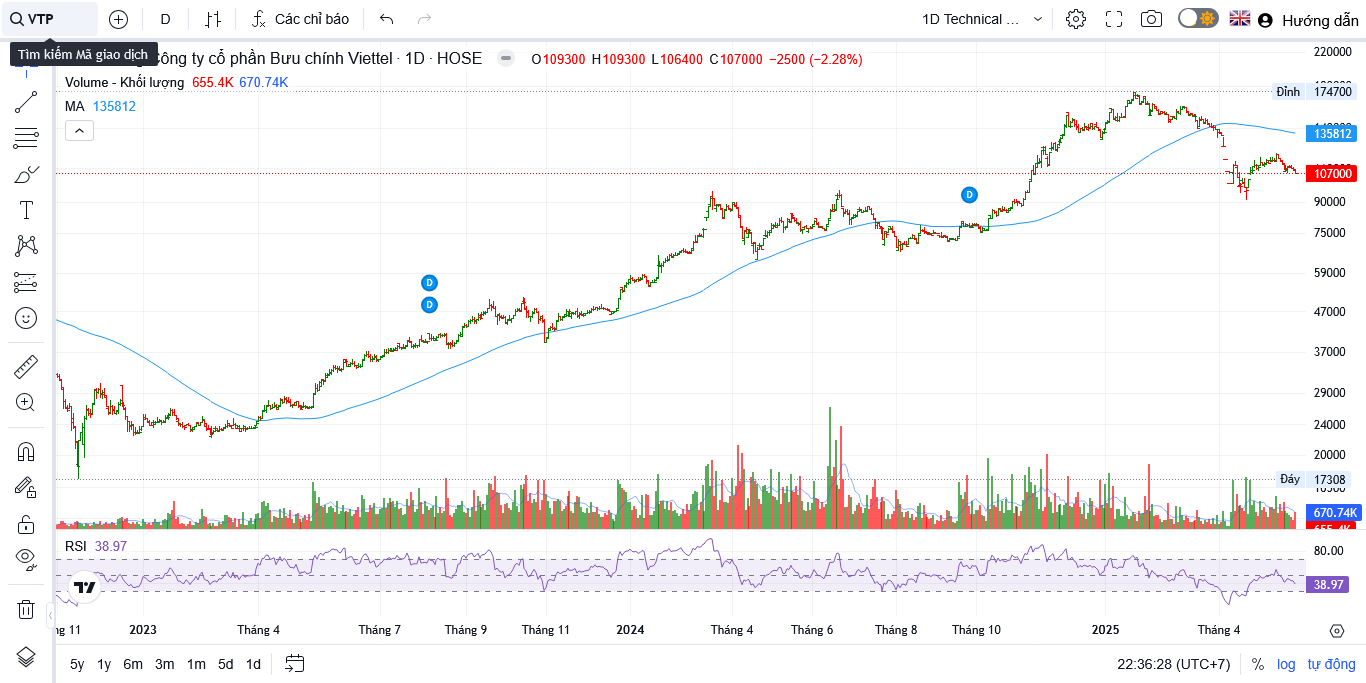 VTP D Các chỉ báo 1D Technical ... Hướng dẫn
Tìm kiếm Mã giao dịch
Công ty cổ phần Bưu chính Viettel · 1D · HOSE O109300 H109300 L106400 C107000 −2500 (−2.28%)
Volume - Khối lượng 655.4K 670.74K
MA 135812
220000
Đỉnh 174700
135812
107000
90000
75000
59000
47000
37000
29000
24000
20000
Đáy 17308
670.74K
655.4K
RSI 38.97
80.00
38.97
D
D
D
2023 Tháng 4 Tháng 7 Tháng 9 Tháng 11 2024 Tháng 4 Tháng 6 Tháng 8 Tháng 10 2025 Tháng 4
5y 1y 6m 3m 1m 5d 1d 22:36:28 (UTC+7) % log tự động